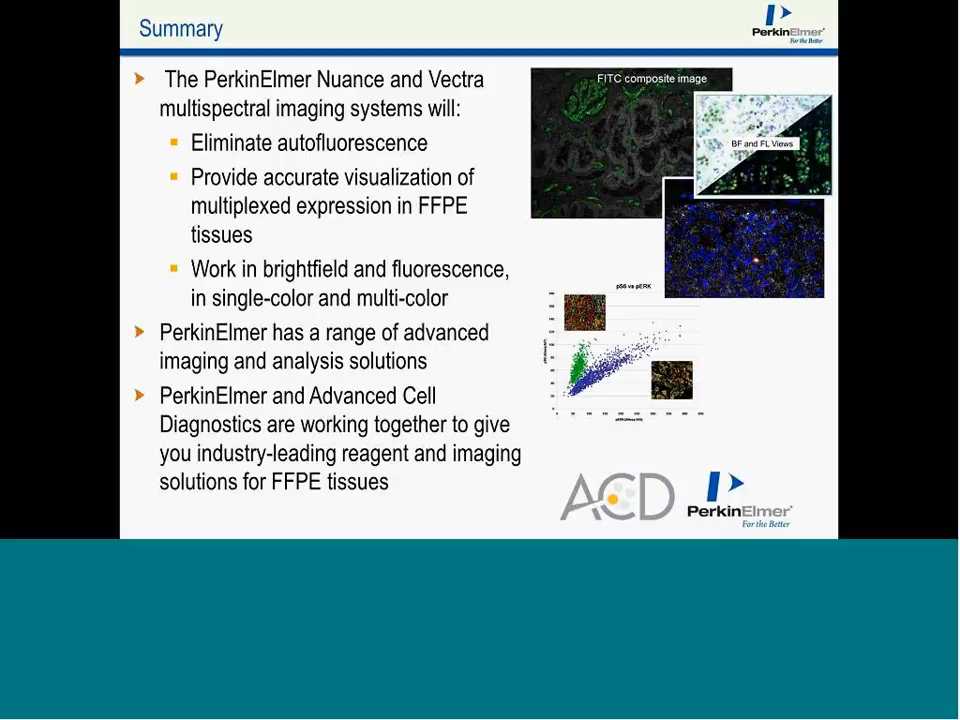 Summary
PerkinElmer
For the Better
The PerkinElmer Nuance and Vectra
multispectral imaging systems will:
Eliminate autofluorescence
Provide accurate visualization of
multiplexed expression in FFPE
tissues
Work in brightfield and fluorescence,
in single-color and multi-color
PerkinElmer has a range of advanced
imaging and analysis solutions
PerkinElmer and Advanced Cell
Diagnostics are working together to give
you industry-leading reagent and imaging
solutions for FFPE tissues
FITC composite image
BF and FL Views
pS6 vs pERK
ACD
PerkinElmer
For the Better